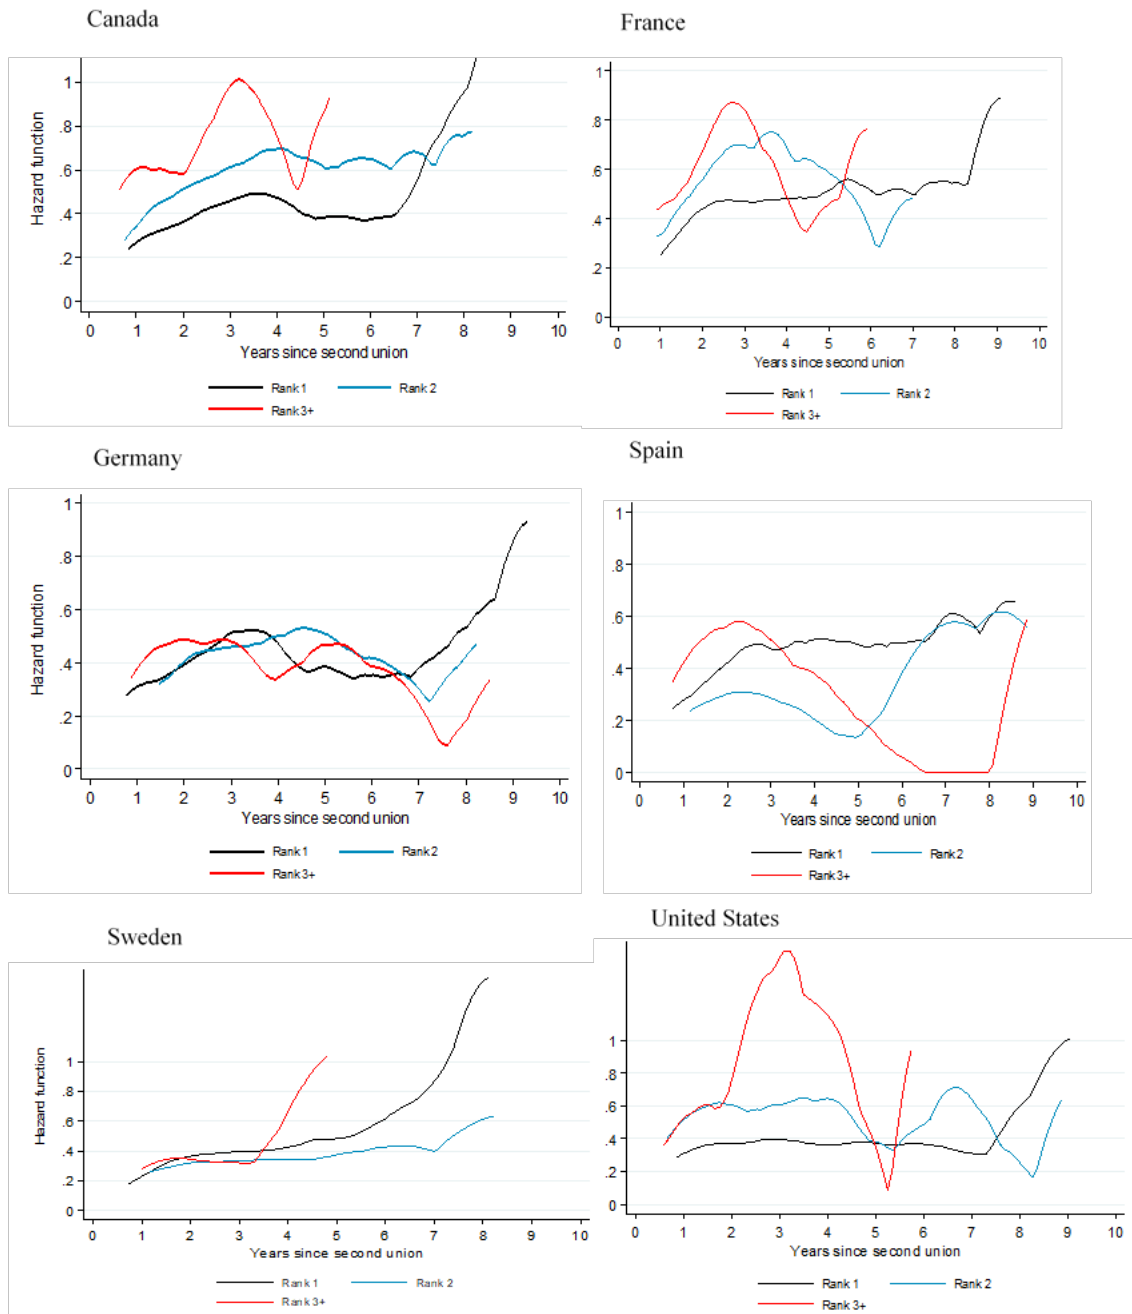 Canada
Hazard function
1
.8
.6
.4
.2
0
0 1 2 3 4 5 6 7 8 9 10
Years since second union
Rank 1 Rank 2
Rank 3+
France
1
.8
.6
.4
.2
0
0 1 2 3 4 5 6 7 8 9 10
Years since second union
Rank 1 Rank 2
Rank 3+
Germany
Hazard function
1
.8
.6
.4
.2
0
0 1 2 3 4 5 6 7 8 9 10
Years since second union
Rank 1 Rank 2
Rank 3+
Spain
1
.8
.6
.4
.2
0
0 1 2 3 4 5 6 7 8 9 10
Years since second union
Rank 1 Rank 2
Rank 3+
Sweden
Hazard function
1
.8
.6
.4
.2
0
0 1 2 3 4 5 6 7 8 9 10
Years since second union
Rank 1 Rank 2
Rank 3+
United States
1
.8
.6
.4
.2
0
0 1 2 3 4 5 6 7 8 9 10
Years since second union
Rank 1 Rank 2
Rank 3+